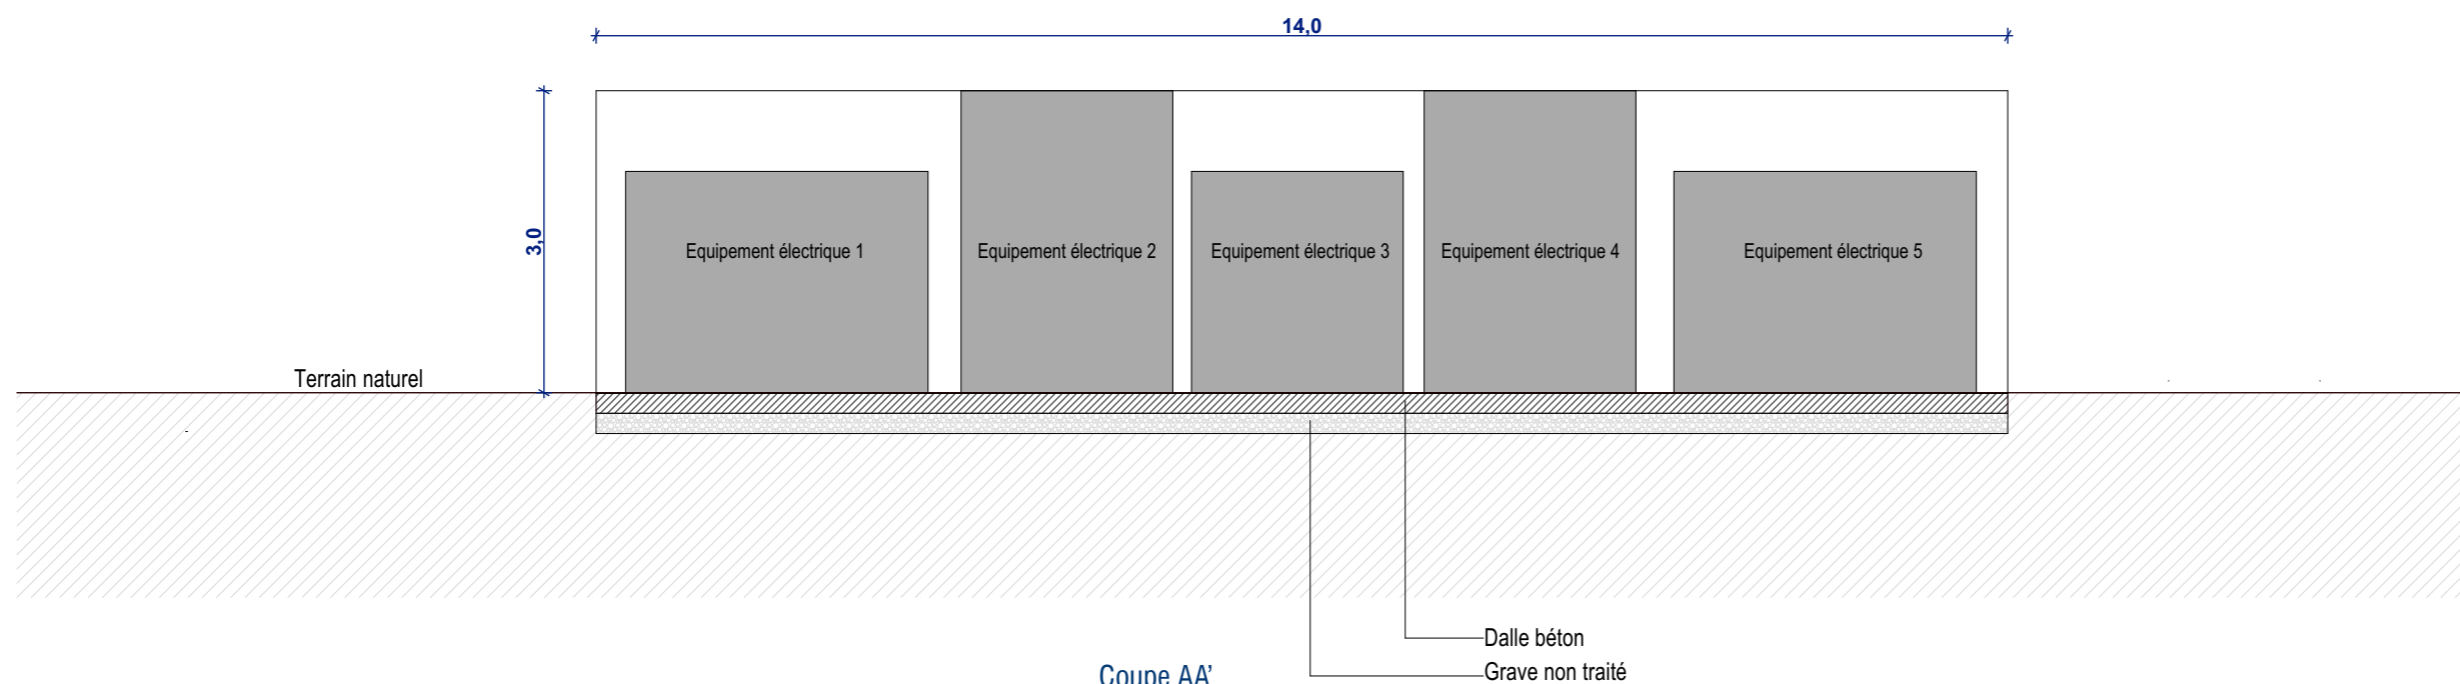 14,0
3,0
Equipement électrique 1
Equipement électrique 2
Equipement électrique 3
Equipement électrique 4
Equipement électrique 5
Terrain naturel
Dalle béton
Grave non traité
Coupe AA’